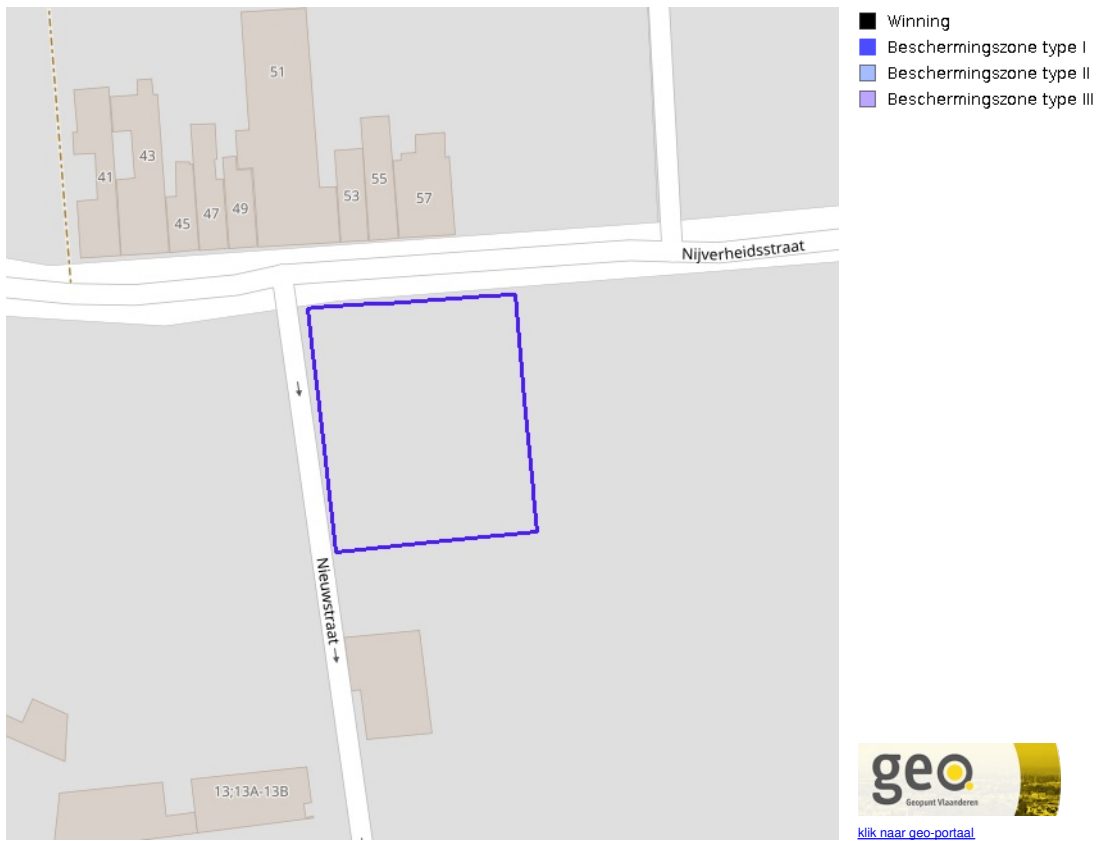 51
43
41
55
53
57
49
47
45
Nijverheidsstraat
Nieuwstraat
13;13A-13B
Winning
Beschermingszone type I
Beschermingszone type II
Beschermingszone type III
geo.
Geopunt Vlaanderen
klik naar geo-portaal